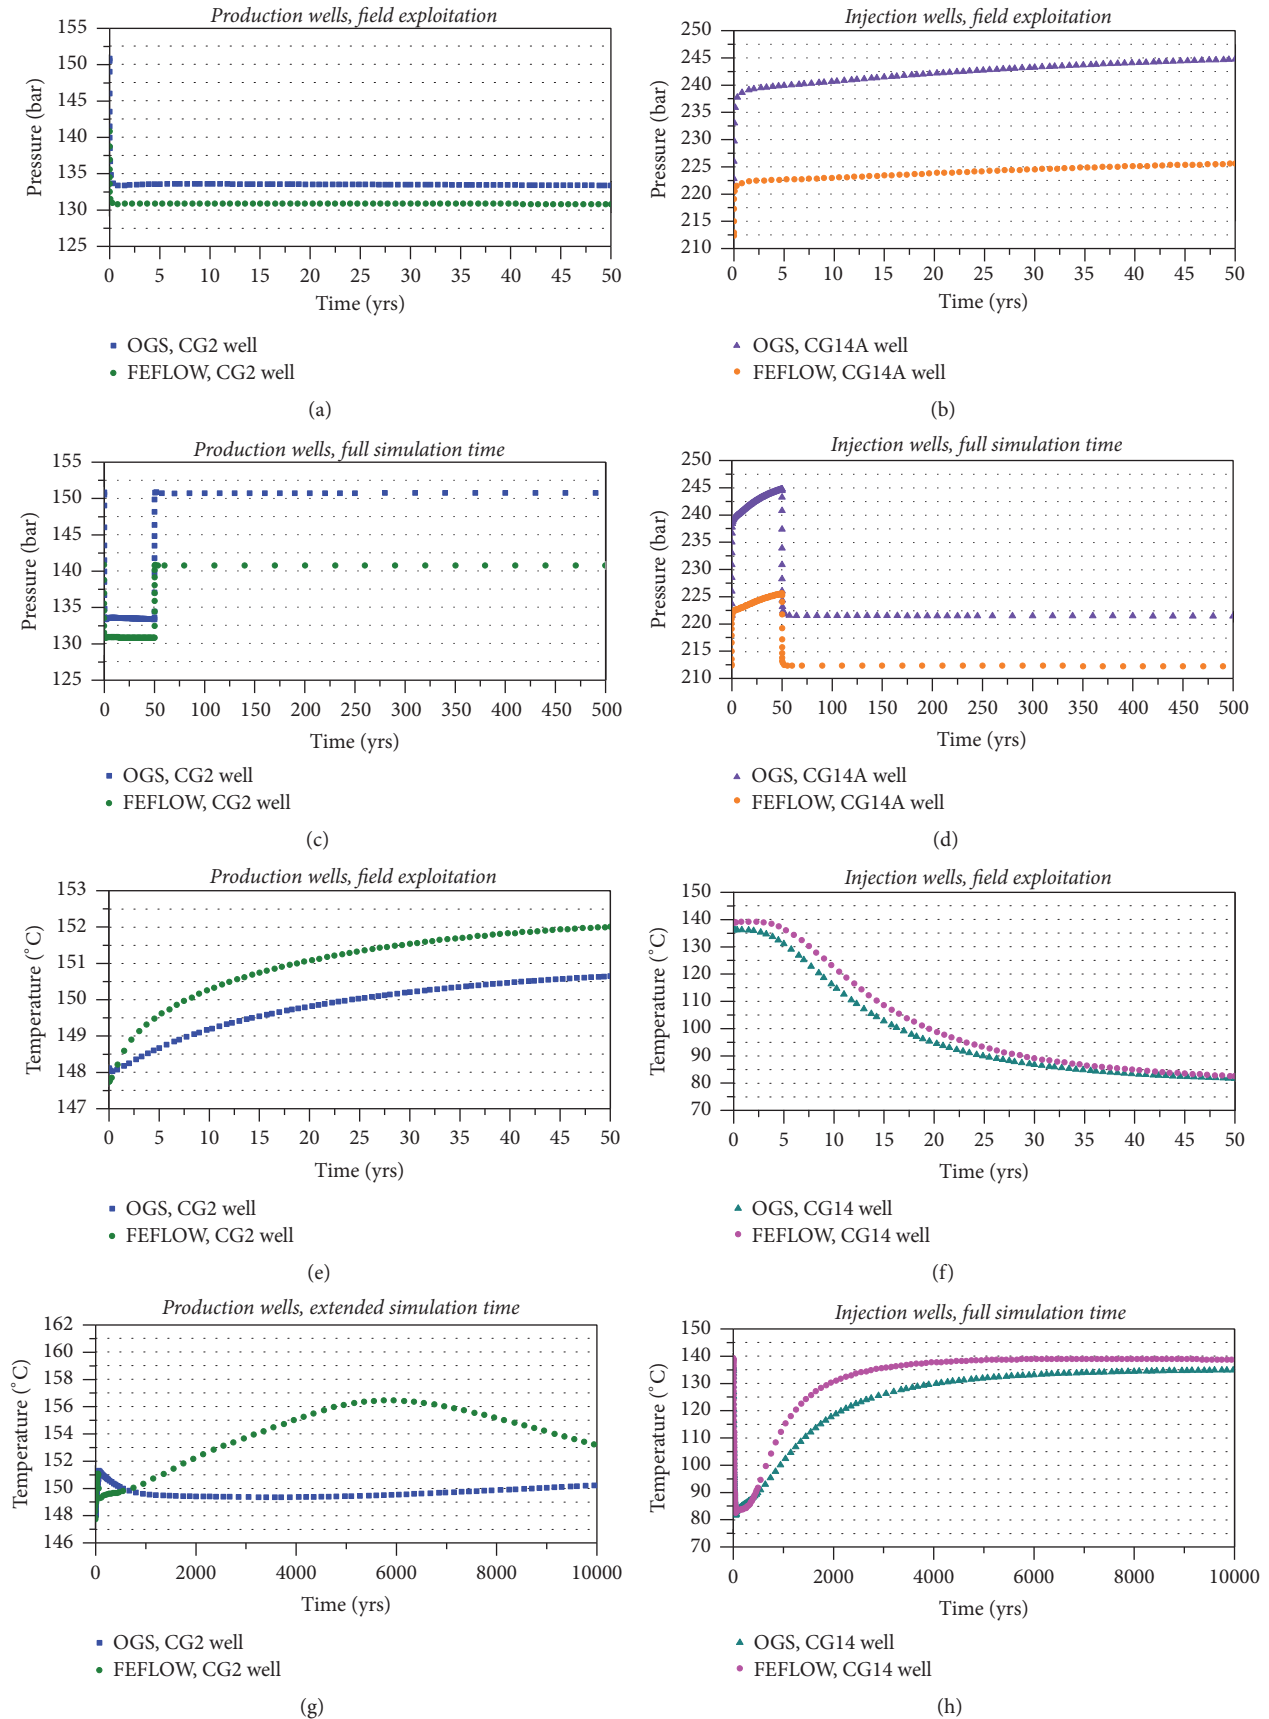 Production wells, field exploitation
155
150
145
140
135
130
125
Pressure (bar)
0 5 10 15 20 25 30 35 40 45 50
Time (yrs)
OGS, CG2 well
FEFLOW, CG2 well
(a)
Injection wells, field exploitation
250
245
240
235
230
225
220
215
210
Pressure (bar)
0 5 10 15 20 25 30 35 40 45 50
Time (yrs)
OGS, CG14A well
FEFLOW, CG14A well
(b)
Production wells, full simulation time
155
150
145
140
135
130
125
Pressure (bar)
0 50 100 150 200 250 300 350 400 450 500
Time (yrs)
OGS, CG2 well
FEFLOW, CG2 well
(c)
Injection wells, full simulation time
250
245
240
235
230
225
220
215
210
Pressure (bar)
0 50 100 150 200 250 300 350 400 450 500
Time (yrs)
OGS, CG14A well
FEFLOW, CG14A well
(d)
Production wells, field exploitation
153
152
151
150
149
148
147
Temperature (°C)
0 5 10 15 20 25 30 35 40 45 50
Time (yrs)
OGS, CG2 well
FEFLOW, CG2 well
(e)
Injection wells, field exploitation
150
140
130
120
110
100
90
80
70
Temperature (°C)
0 5 10 15 20 25 30 35 40 45 50
Time (yrs)
OGS, CG14 well
FEFLOW, CG14 well
(f)
Production wells, extended simulation time
162
160
158
156
154
152
150
148
146
Temperature (°C)
0 2000 4000 6000 8000 10000
Time (yrs)
OGS, CG2 well
FEFLOW, CG2 well
(g)
Injection wells, full simulation time
150
140
130
120
110
100
90
80
70
Temperature (°C)
0 2000 4000 6000 8000 10000
Time (yrs)
OGS, CG14 well
FEFLOW, CG14 well
(h)